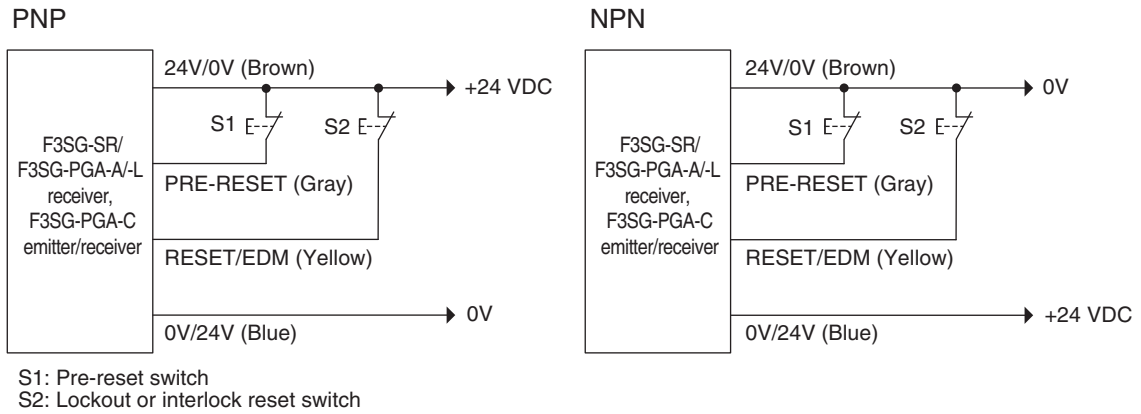 PNP
24V/0V (Brown)
+24 VDC
S1
S2
F3SG-SR/
F3SG-PGA-A/-L
receiver,
F3SG-PGA-C
emitter/receiver
PRE-RESET (Gray)
RESET/EDM (Yellow)
0V
0V/24V (Blue)
NPN
24V/0V (Brown)
0V
S1
S2
F3SG-SR/
F3SG-PGA-A/-L
receiver,
F3SG-PGA-C
emitter/receiver
PRE-RESET (Gray)
RESET/EDM (Yellow)
+24 VDC
0V/24V (Blue)
S1: Pre-reset switch
S2: Lockout or interlock reset switch